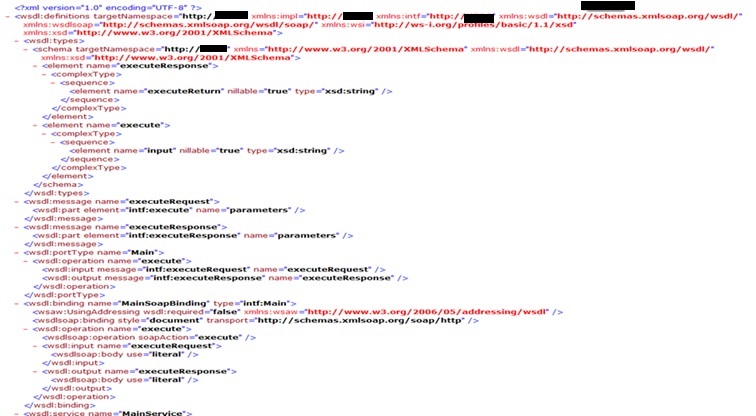 <?xml version="1.0" encoding="UTF-8" ?>
- <wsdl:definitions targetNamespace="http:/ xmlns:impl="http:/ xmlns:intf="http:/ xmlns:wsdl="http://schemas.xmlsoap.org/wsdl/"
xmlns:wsdlsoap="http://schemas.xmlsoap.org/wsdl/soap/" xmlns:wsi="http://ws-i.org/profiles/basic/1.1/xsd"
xmlns:xsd="http://www.w3.org/2001/XMLSchema">
- <wsdl:types>
- <schema targetNamespace="http:/ " xmlns="http://www.w3.org/2001/XMLSchema" xmlns:wsdl="http://schemas.xmlsoap.org/wsdl/"
xmlns:xsd="http://www.w3.org/2001/XMLSchema">
- <element name="executeResponse">
- <complexType>
- <sequence>
<element name="executeReturn" nillable="true" type="xsd:string" />
</sequence>
</complexType>
</element>
- <element name="execute">
- <complexType>
- <sequence>
<element name="input" nillable="true" type="xsd:string" />
</sequence>
</complexType>
</element>
</schema>
</wsdl:types>
- <wsdl:message name="executeRequest">
<wsdl:part element="intf:execute" name="parameters" />
</wsdl:message>
- <wsdl:message name="executeResponse">
<wsdl:part element="intf:executeResponse" name="parameters" />
</wsdl:message>
- <wsdl:portType name="Main">
- <wsdl:operation name="execute">
<wsdl:input message="intf:executeRequest" name="executeRequest" />
<wsdl:output message="intf:executeResponse" name="executeResponse" />
</wsdl:operation>
</wsdl:portType>
- <wsdl:binding name="MainSoapBinding" type="intf:Main">
<wsaw:UsingAddressing wsdl:required="false" xmlns:wsaw="http://www.w3.org/2006/05/addressing/wsdl" />
<wsdlsoap:binding style="document" transport="http://schemas.xmlsoap.org/soap/http" />
- <wsdl:operation name="execute">
<wsdlsoap:operation soapAction="execute" />
- <wsdl:input name="executeRequest">
<wsdlsoap:body use="literal" />
</wsdl:input>
- <wsdl:output name="executeResponse">
<wsdlsoap:body use="literal" />
</wsdl:output>
</wsdl:operation>
</wsdl:binding>
- <wsdl:service name="MainService">